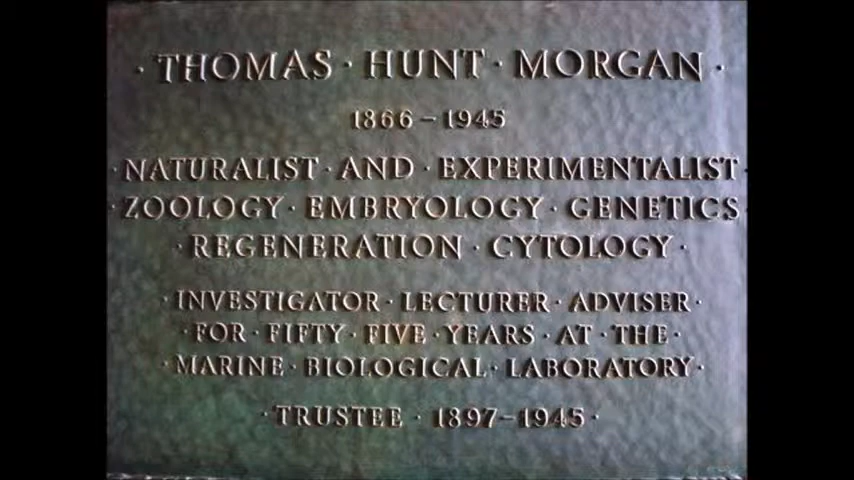 · THOMAS · HUNT · MORGAN ·
1866 – 1945
· NATURALIST · AND · EXPERIMENTALIST ·
· ZOOLOGY · EMBRYOLOGY · GENETICS ·
· REGENERATION · CYTOLOGY ·
· INVESTIGATOR · LECTURER · ADVISER ·
· FOR · FIFTY · FIVE · YEARS · AT · THE ·
· MARINE · BIOLOGICAL · LABORATORY ·
· TRUSTEE · 1897–1945 ·